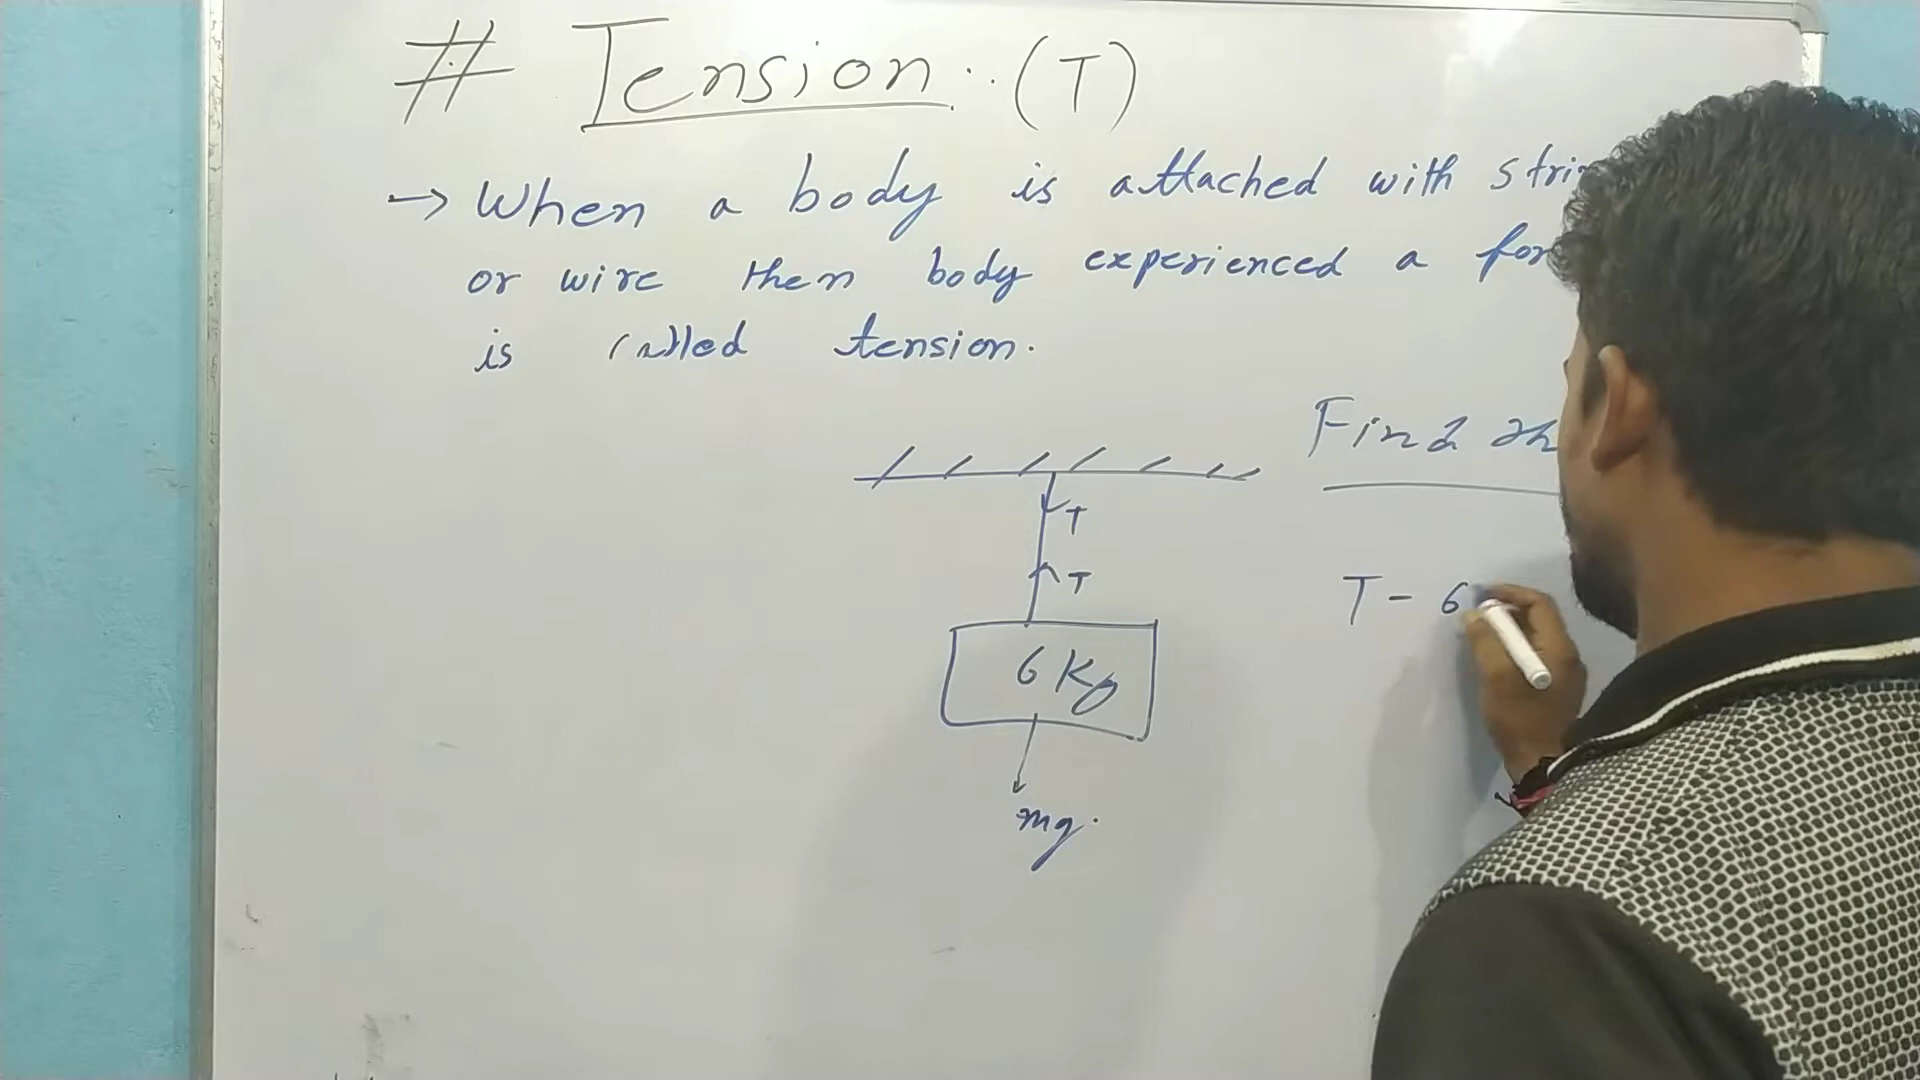 # Tension.. (T)
→ When a body is attached with stri
or wire then body experienced a for
is called tension.
Find
T
T
T - 6
6 Kg
mg.